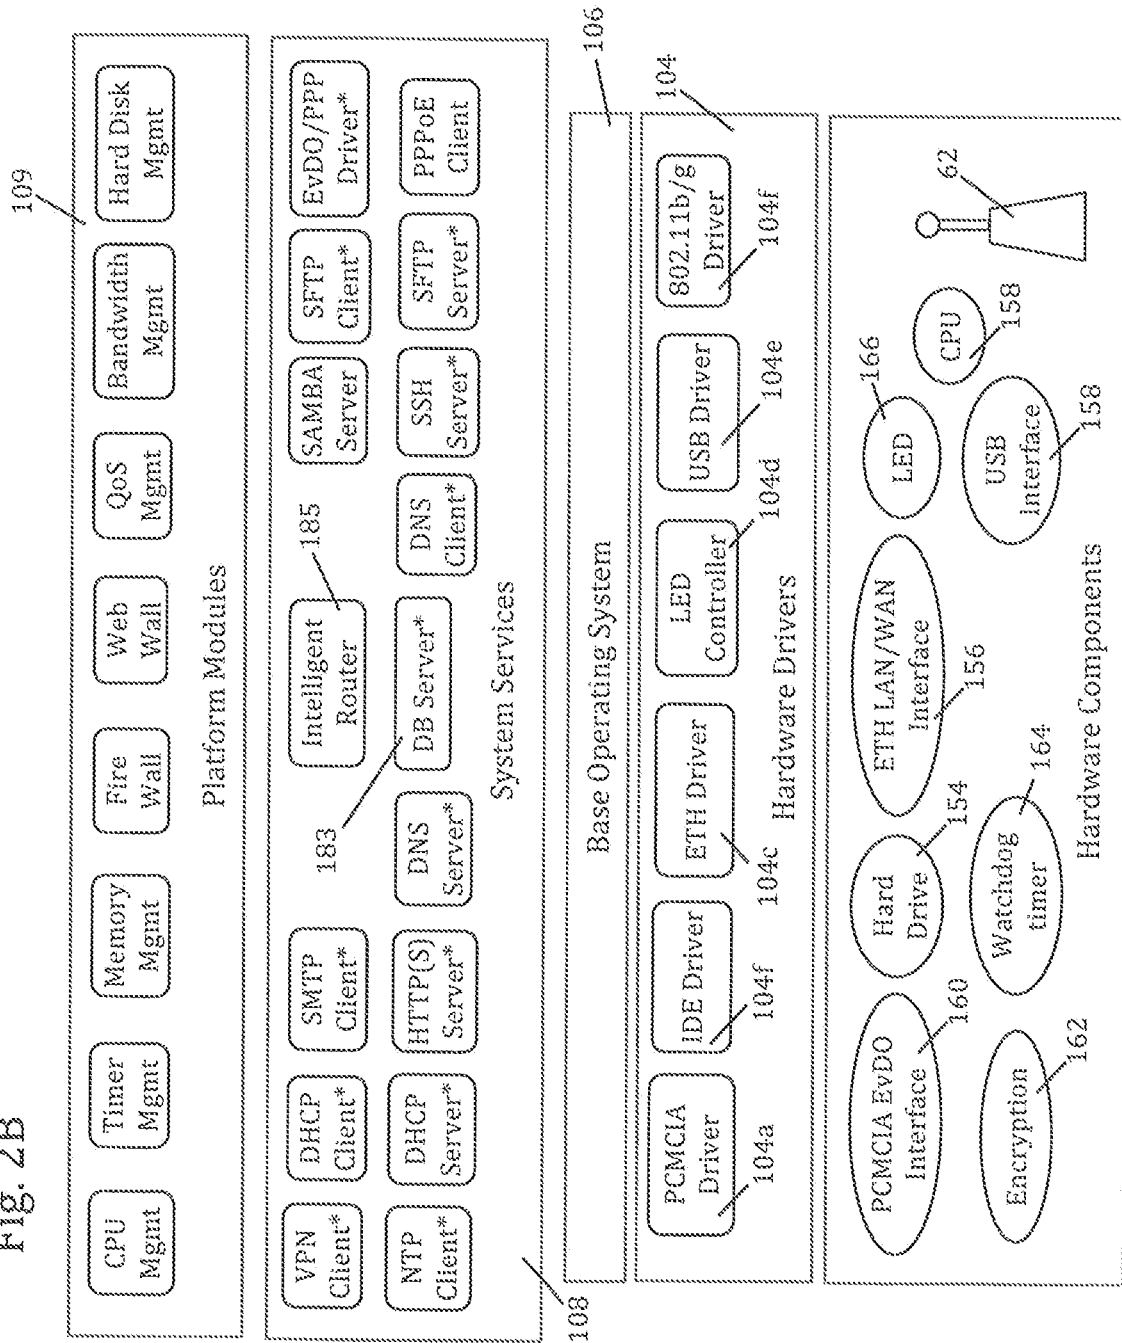 Fig. 2B
109
CPU
Mgmt
Timer
Mgmt
Memory
Mgmt
Fire
Wall
Web
Wall
QoS
Mgmt
Bandwidth
Mgmt
Hard Disk
Mgmt
Platform Modules
VPN
Client*
DHCP
Client*
SMTP
Client*
Intelligent
Router
185
SAMBA
Server
SFTP
Client*
EvDO/PPP
Driver*
183
NTP
Client*
DHCP
Server*
HTTP(S)
Server*
DNS
Server*
DB Server*
DNS
Client*
SSH
Server*
SFTP
Server*
PPPoE
Client
System Services
108
Base Operating System
106
PCMCIA
Driver
IDE Driver
ETH Driver
LED
Controller
USB Driver
802.11b/g
Driver
104
104a
104f
104c
104d
104e
104f
Hardware Drivers
PCMCIA EvDO
Interface
160
Hard
Drive
154
ETH LAN/WAN
Interface
156
LED
166
CPU
158
62
Encryption
162
Watchdog
timer
164
USB
Interface
158
Hardware Components